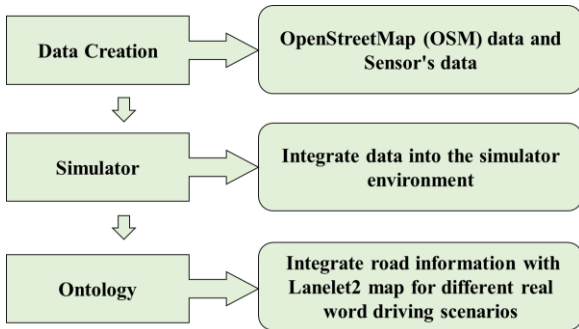 Data Creation
OpenStreetMap (OSM) data and
Sensor's data
Simulator
Integrate data into the simulator
environment
Ontology
Integrate road information with
Lanelet2 map for different real
word driving scenarios